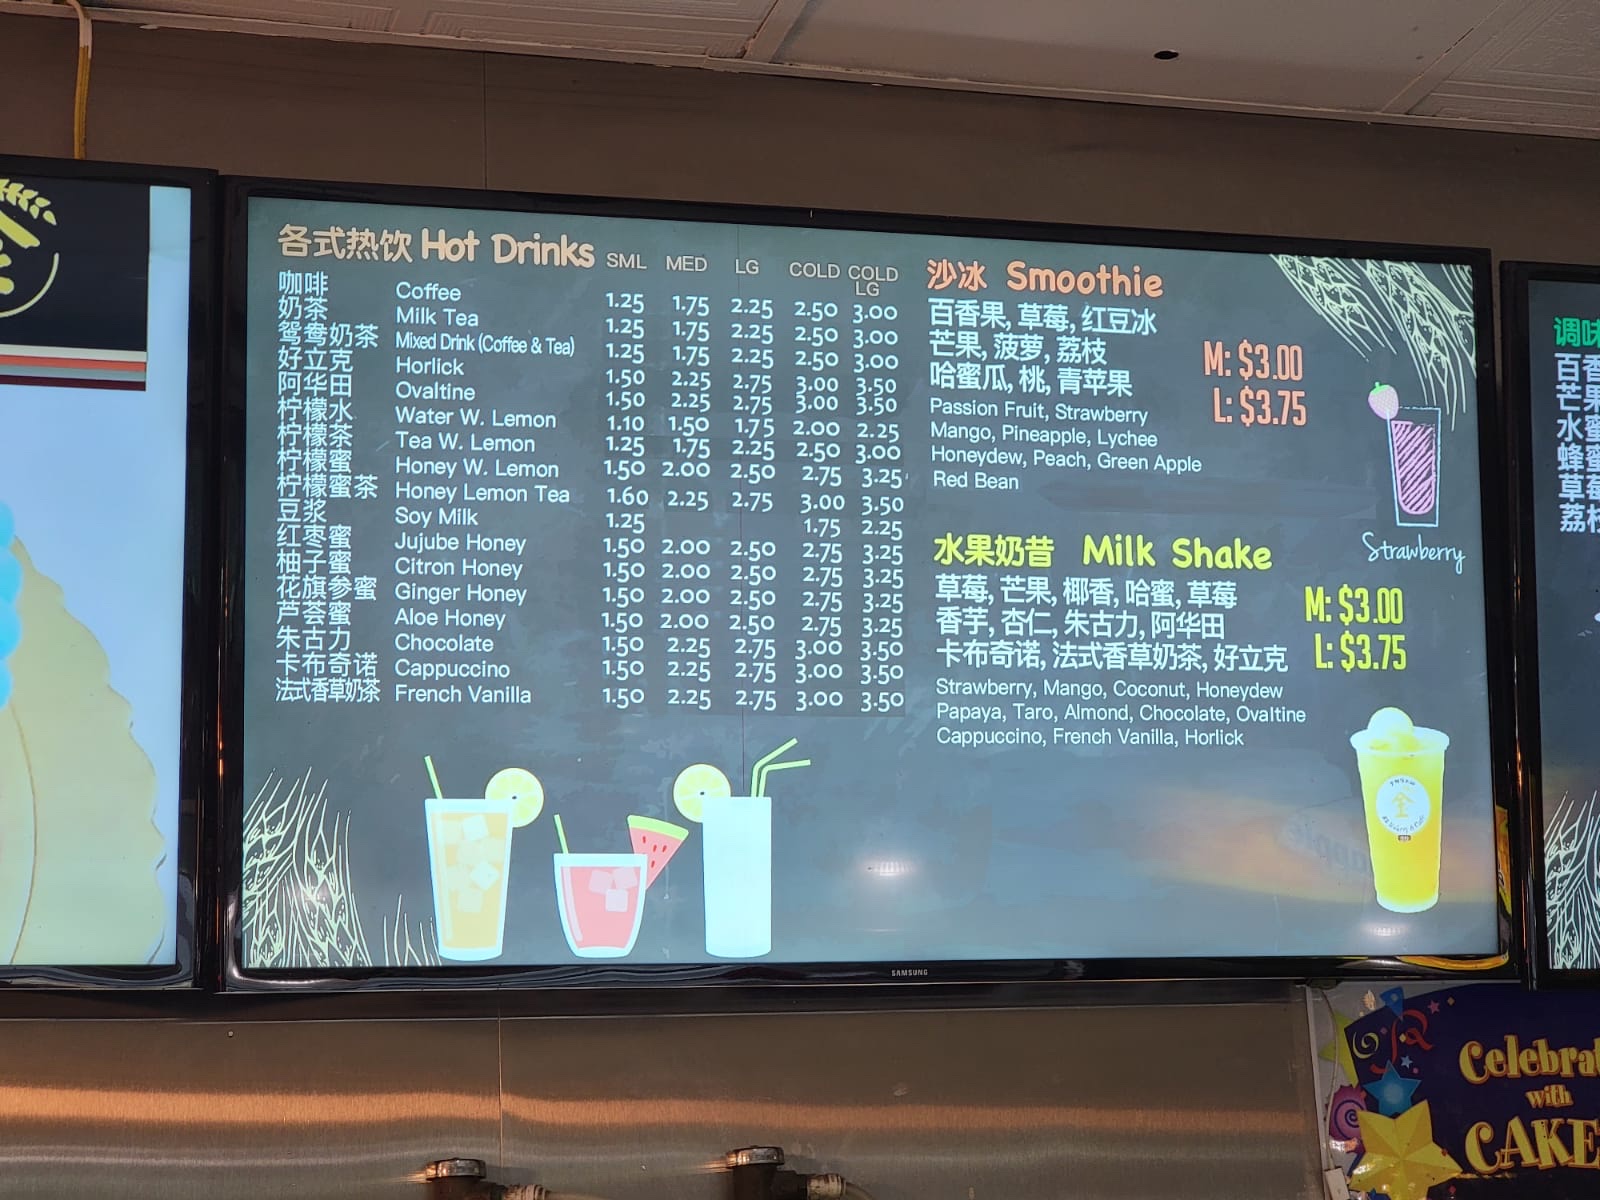 各式热饮 Hot Drinks SML MED LG COLD COLD LG
咖啡 Coffee 1.25 1.75 2.25 2.50 3.00
奶茶 Milk Tea 1.25 1.75 2.25 2.50 3.00
鸳鸯奶茶 Mixed Drink (Coffee & Tea) 1.25 1.75 2.25 2.50 3.00
好立克 Horlick 1.50 2.25 2.75 3.00 3.50
阿华田 Ovaltine 1.50 2.25 2.75 3.00 3.50
柠檬水 Water W. Lemon 1.10 1.50 1.75 2.00 2.25
柠檬茶 Tea W. Lemon 1.25 1.75 2.25 2.50 3.00
柠檬蜜 Honey W. Lemon 1.50 2.00 2.50 2.75 3.25
柠檬蜜茶 Honey Lemon Tea 1.60 2.25 2.75 3.00 3.50
豆浆 Soy Milk 1.25 1.75 2.25
红枣蜜 Jujube Honey 1.50 2.00 2.50 2.75 3.25
柚子蜜 Citron Honey 1.50 2.00 2.50 2.75 3.25
花旗参蜜 Ginger Honey 1.50 2.00 2.50 2.75 3.25
芦荟蜜 Aloe Honey 1.50 2.00 2.50 2.75 3.25
朱古力 Chocolate 1.50 2.25 2.75 3.00 3.50
卡布奇诺 Cappuccino 1.50 2.25 2.75 3.00 3.50
法式香草奶茶 French Vanilla 1.50 2.25 2.75 3.00 3.50
沙冰 Smoothie
百香果, 草莓, 红豆冰
芒果, 菠萝, 荔枝
哈蜜瓜, 桃, 青苹果
M: $3.00
L: $3.75
Passion Fruit, Strawberry
Mango, Pineapple, Lychee
Honeydew, Peach, Green Apple
Red Bean
Strawberry
水果奶昔 Milk Shake
草莓, 芒果, 椰香, 哈蜜, 草莓
香芋, 杏仁, 朱古力, 阿华田
卡布奇诺, 法式香草奶茶, 好立克
M: $3.00
L: $3.75
Strawberry, Mango, Coconut, Honeydew
Papaya, Taro, Almond, Chocolate, Ovaltine
Cappuccino, French Vanilla, Horlick
SAMSUNG
调味
百香
芒果
水蜜
蜂蜜
草莓
荔枝
Celebrat
with
CAKE